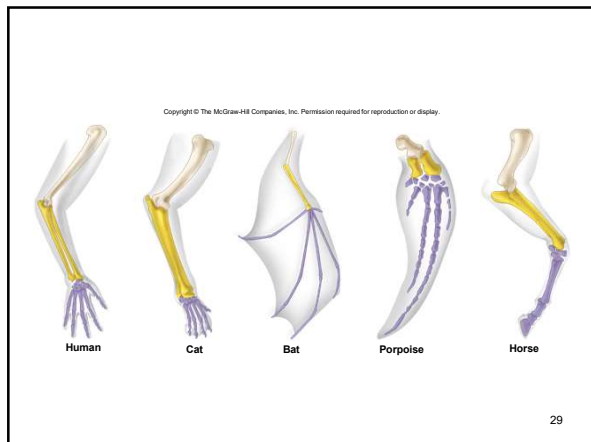 Copyright © The McGraw-Hill Companies, Inc. Permission required for reproduction or display.
Human Cat Bat Porpoise Horse
29